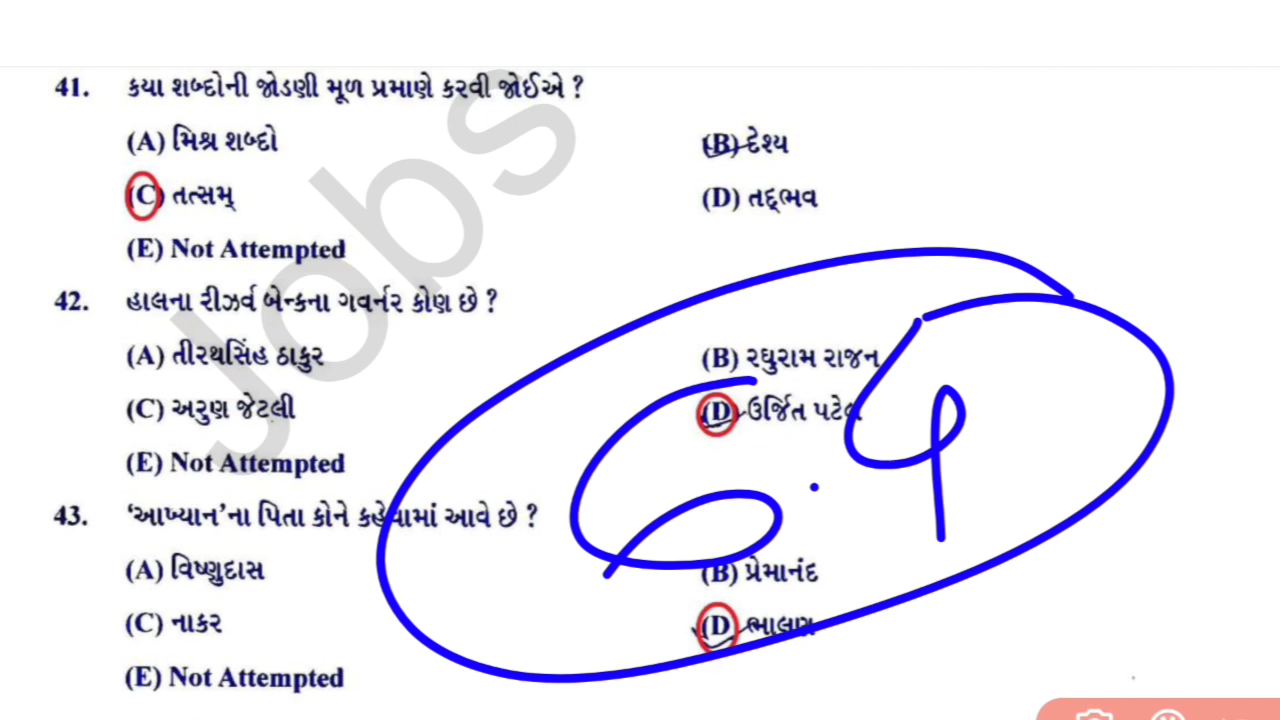 41. કયા શબ્દોની જોડણી મૂળ પ્રમાણે કરવી જોઈએ ?
(A) મિશ્ર શબ્દો (B) દેશ્ય
(C) તત્સમ્ (D) તદ્ભવ
(E) Not Attempted
42. હાલના રીઝર્વ બેન્કના ગવર્નર કોણ છે ?
(A) તીરથસિંહ ઠાકુર (B) રઘુરામ રાજન
(C) અરુણ જેટલી (D) ઉર્જિત પટેલ
(E) Not Attempted
43. ‘આખ્યાન’ના પિતા કોને કહેવામાં આવે છે ?
(A) વિષ્ણુદાસ (B) પ્રેમાનંદ
(C) નાકર (D) ભાલણ
(E) Not Attempted
Jobs